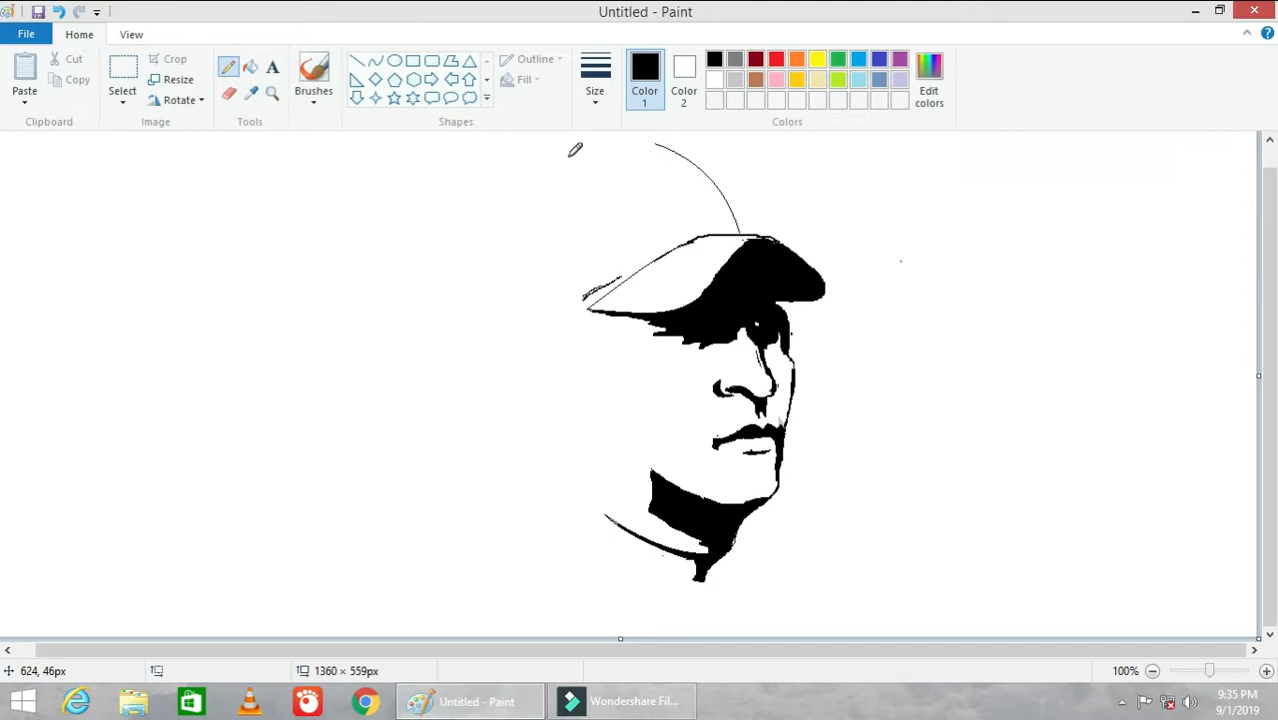 Untitled - Paint
File Home View
Paste
Cut
Copy
Clipboard
Select
Crop
Resize
Rotate
Image
A
Tools
Brushes
Outline
Fill
Shapes
Size
Color 1
Color 2
Edit colors
Colors
624, 46px
1360 × 559px
100%
Untitled - Paint
Wondershare Fil...
9:35 PM
9/1/2019